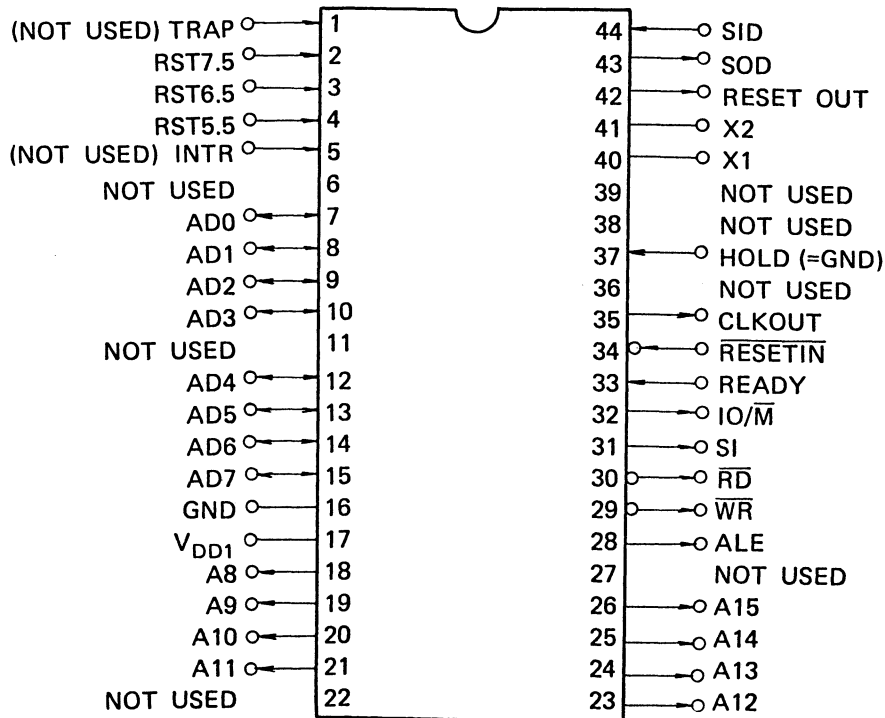 (NOT USED) TRAP 1
RST7.5 2
RST6.5 3
RST5.5 4
(NOT USED) INTR 5
NOT USED 6
AD0 7
AD1 8
AD2 9
AD3 10
NOT USED 11
AD4 12
AD5 13
AD6 14
AD7 15
GND 16
VDD1 17
A8 18
A9 19
A10 20
A11 21
NOT USED 22
44 SID
43 SOD
42 RESET OUT
41 X2
40 X1
39 NOT USED
38 NOT USED
37 HOLD (=GND)
36 NOT USED
35 CLKOUT
34 R̅E̅S̅E̅T̅I̅N̅
33 READY
32 IO/M̅
31 SI
30 R̅D̅
29 W̅R̅
28 ALE
27 NOT USED
26 A15
25 A14
24 A13
23 A12